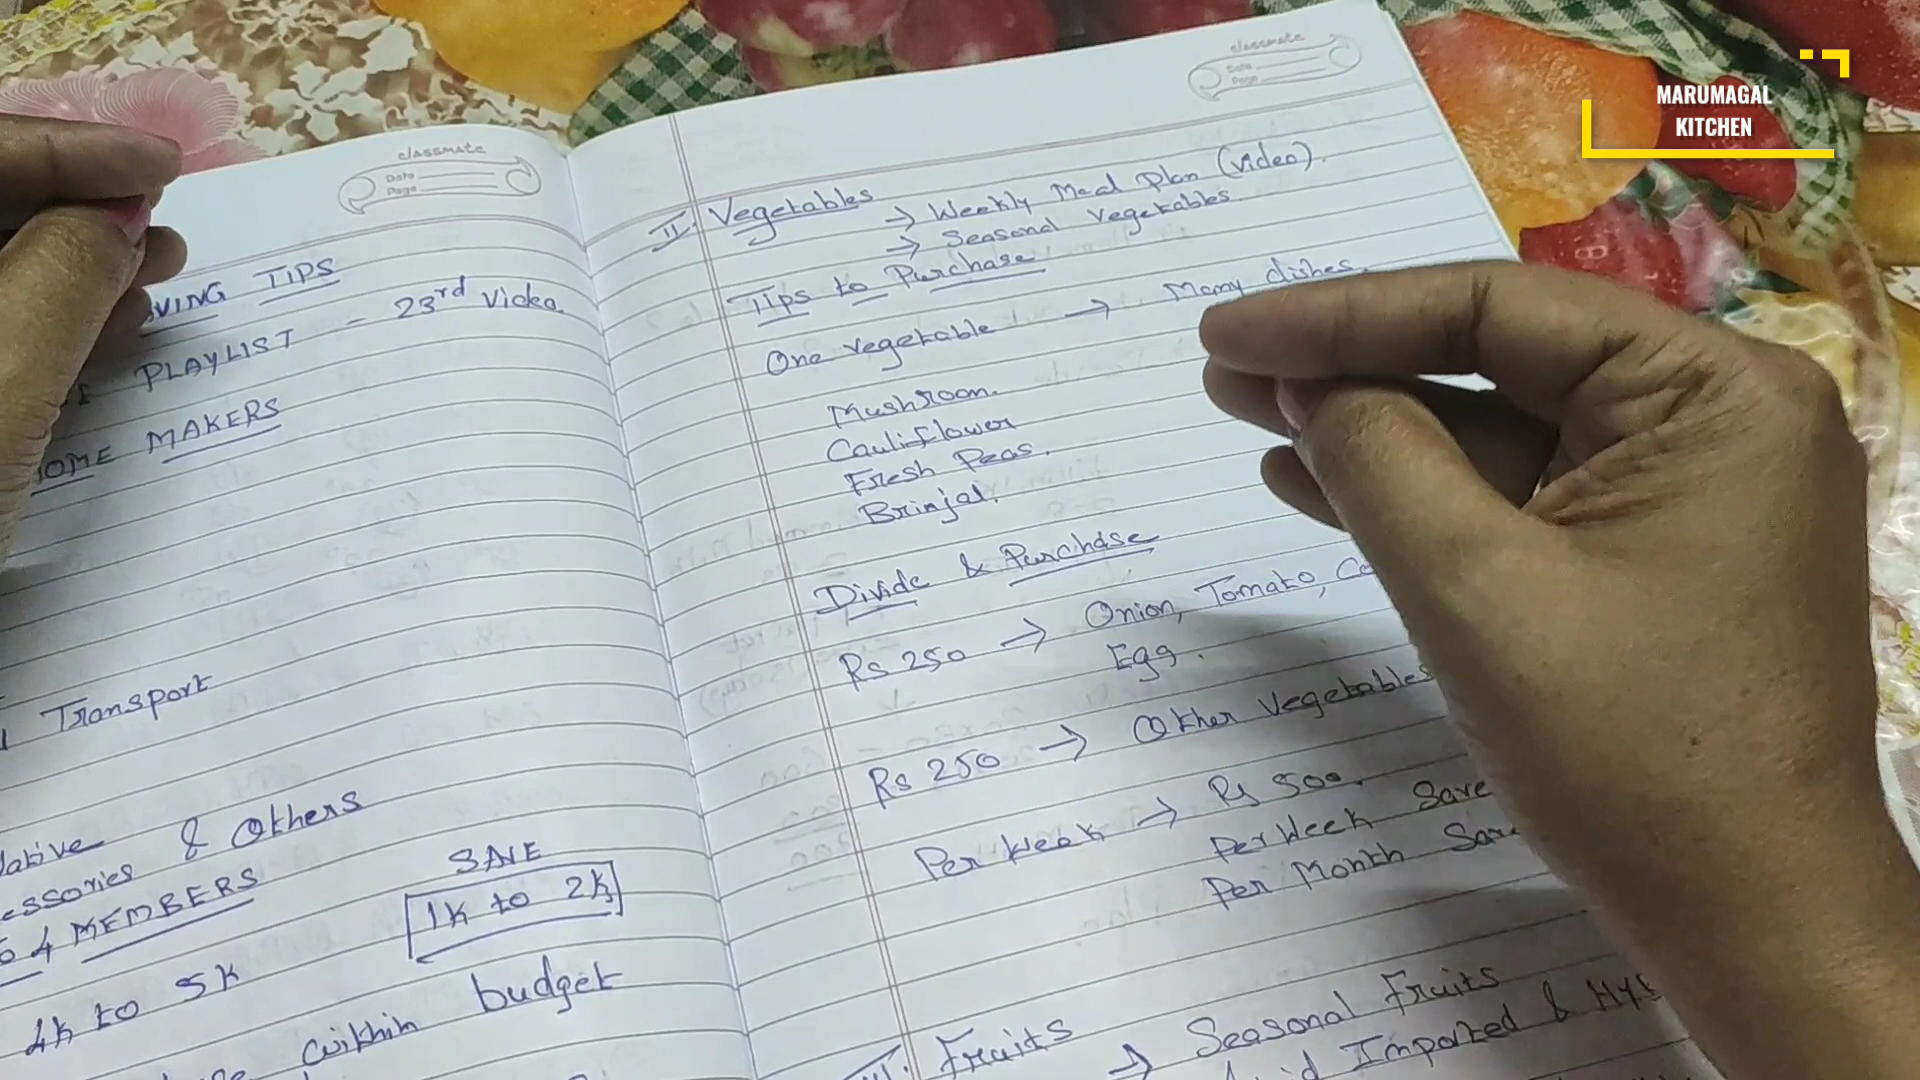 MARUMAGAL
KITCHEN
classmate
Date
Page
TIPS
PLAYLIST - 23rd Video.
MAKERS
Transport
& Others
4 MEMBERS
SAVE
1K to 2K
4K to 5K
within budget
classmate
Date
Page
II. Vegetables
→ Weekly Meal Plan (video).
→ Seasonal Vegetables.
Tips to Purchase
One vegetable → Many dishes.
Mushroom.
Cauliflower
Fresh Peas.
Brinjal.
Divide & Purchase
Rs 250 → Onion, Tomato,
Egg.
Rs 250 → Other Vegetables
Per Week → Rs 500.
Per Week Save
Per Month
III. Fruits → Seasonal Fruits
Imported &